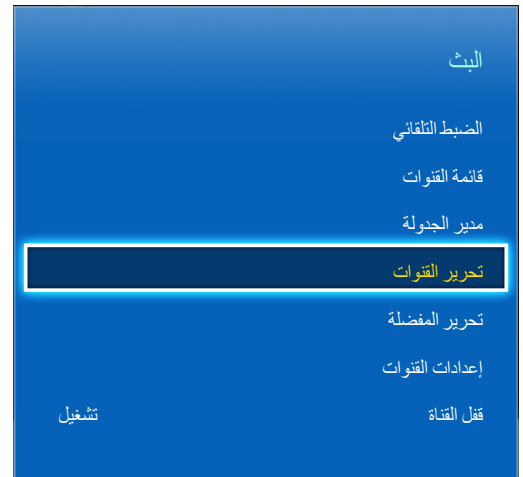 البث
الضبط التلقائي
قائمة القنوات
مدير الجدولة
تحرير القنوات
تحرير المفضلة
إعدادات القنوات
قفل القناة تشغيل